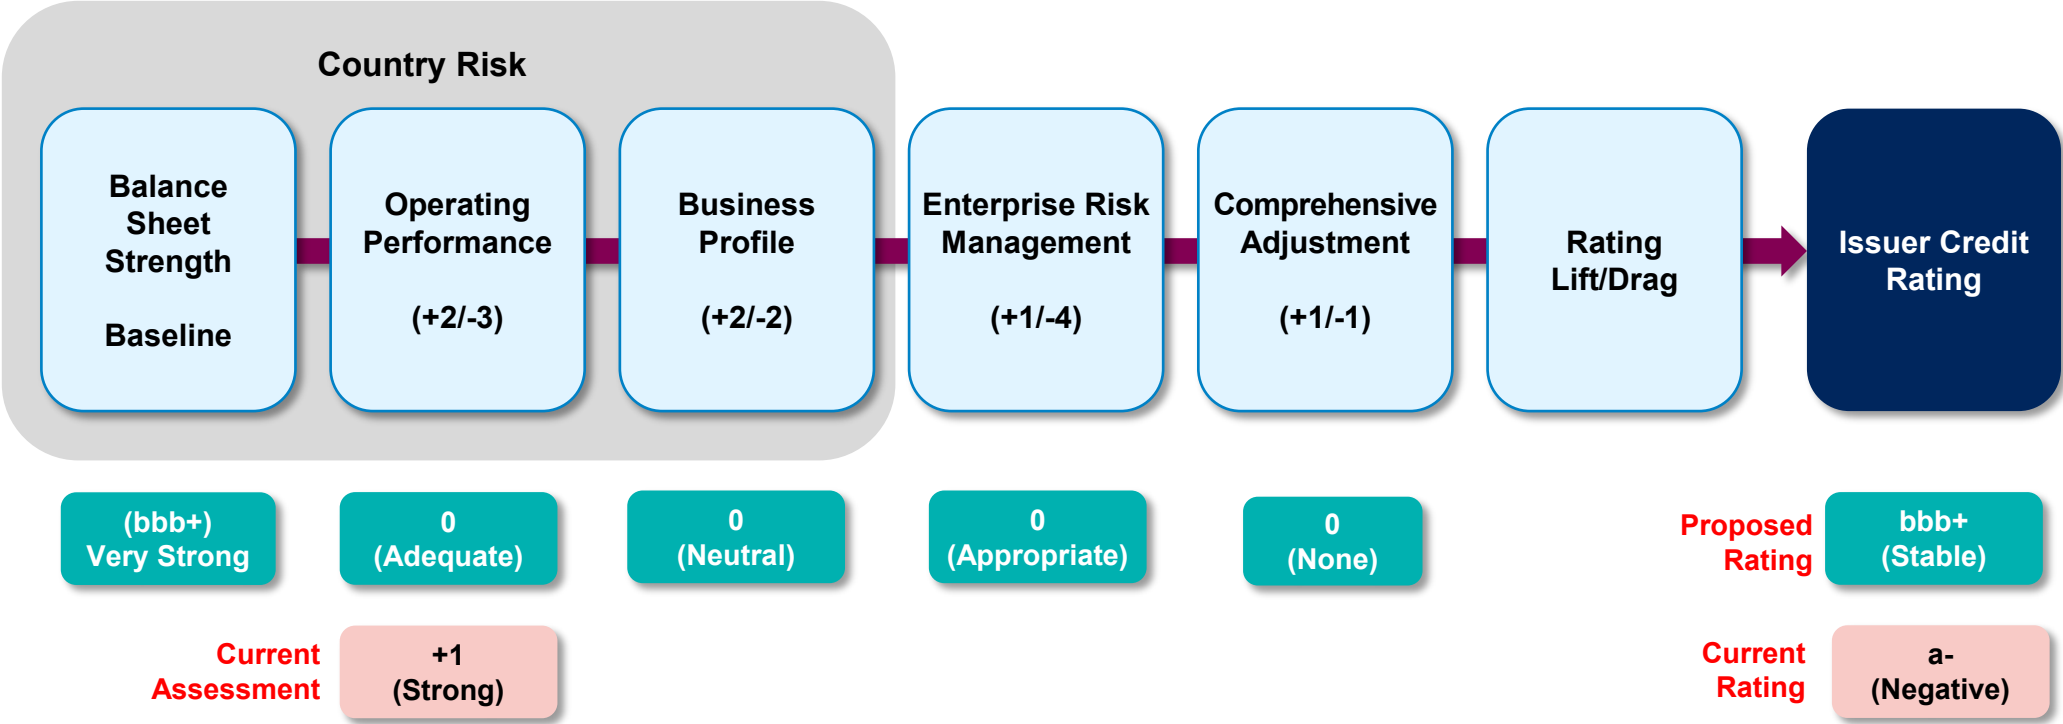 Country Risk
Balance
Sheet
Strength
Baseline
Operating
Performance
(+2/-3)
Business
Profile
(+2/-2)
Enterprise Risk
Management
(+1/-4)
Comprehensive
Adjustment
(+1/-1)
Rating
Lift/Drag
Issuer Credit
Rating
(bbb+)
Very Strong
0
(Adequate)
0
(Neutral)
0
(Appropriate)
0
(None)
Proposed
Rating
bbb+
(Stable)
Current
Assessment
+1
(Strong)
Current
Rating
a-
(Negative)